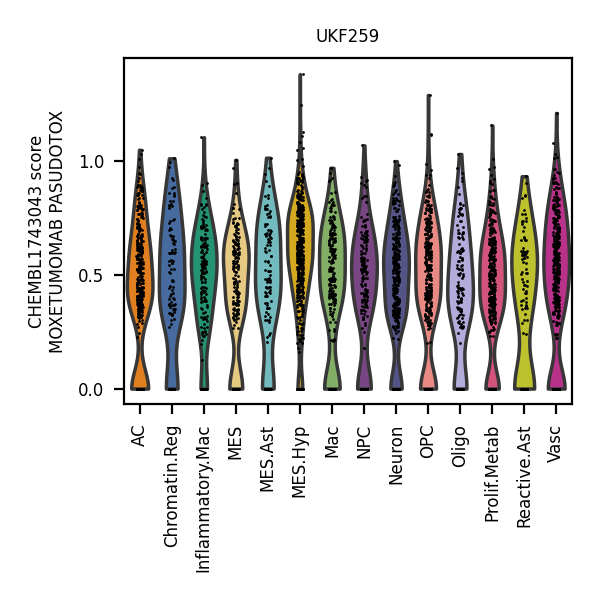 UKF259
CHEMBL1743043 score
MOXETUMOMAB PASUDOTOX
1.0
0.5
0.0
AC
Chromatin.Reg
Inflammatory.Mac
MES
MES.Ast
MES.Hyp
Mac
NPC
Neuron
OPC
Oligo
Prolif.Metab
Reactive.Ast
Vasc